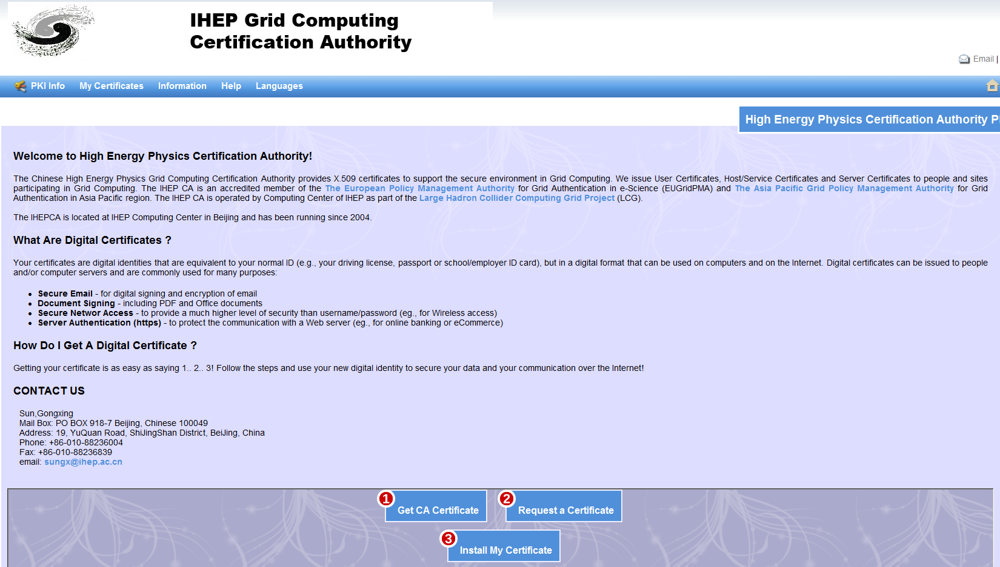 IHEP Grid Computing
Certification Authority
Email |
PKI Info My Certificates Information Help Languages
High Energy Physics Certification Authority P
Welcome to High Energy Physics Certification Authority!
The Chinese High Energy Physics Grid Computing Certification Authority provides X.509 certificates to support the secure environment in Grid Computing. We issue User Certificates, Host/Service Certificates and Server Certificates to people and sites
participating in Grid Computing. The IHEP CA is an accredited member of the The European Policy Management Authority for Grid Authentication in e-Science (EUGridPMA) and The Asia Pacific Grid Policy Management Authority for Grid
Authentication in Asia Pacific region. The IHEP CA is operated by Computing Center of IHEP as part of the Large Hadron Collider Computing Grid Project (LCG).
The IHEPCA is located at IHEP Computing Center in Beijing and has been running since 2004.
What Are Digital Certificates ?
Your certificates are digital identities that are equivalent to your normal ID (e.g., your driving license, passport or school/employer ID card), but in a digital format that can be used on computers and on the Internet. Digital certificates can be issued to people
and/or computer servers and are commonly used for many purposes:
• Secure Email - for digital signing and encryption of email
• Document Signing - including PDF and Office documents
• Secure Networ Access - to provide a much higher level of security than username/password (eg., for Wireless access)
• Server Authentication (https) - to protect the communication with a Web server (eg., for online banking or eCommerce)
How Do I Get A Digital Certificate ?
Getting your certificate is as easy as saying 1.. 2.. 3! Follow the steps and use your new digital identity to secure your data and your communication over the Internet!
CONTACT US
Sun,Gongxing
Mail Box: PO BOX 918-7 Beijing, Chinese 100049
Address: 19, YuQuan Road, ShiJingShan District, BeiJing, China
Phone: +86-010-88236004
Fax: +86-010-88236839
email: sungx@ihep.ac.cn
1 Get CA Certificate 2 Request a Certificate
3 Install My Certificate